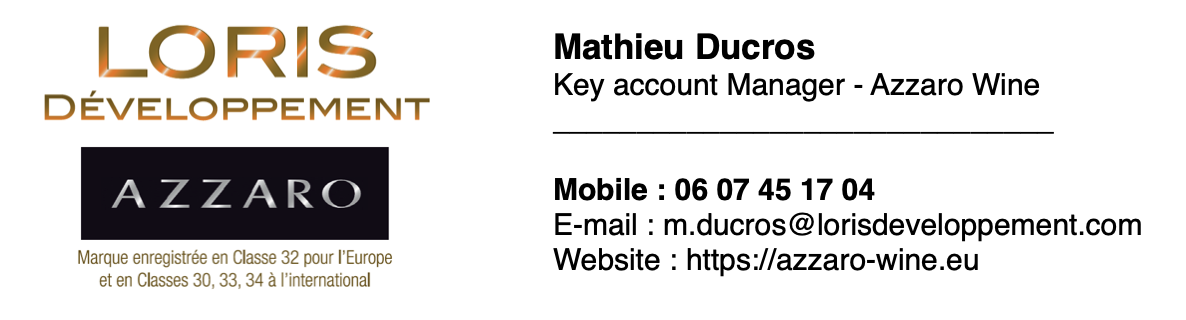 LORIS
DÉVELOPPEMENT
AZZARO
Marque enregistrée en Classe 32 pour l'Europe
et en Classes 30, 33, 34 à l'international
Mathieu Ducros
Key account Manager - Azzaro Wine
Mobile : 06 07 45 17 04
E-mail : m.ducros@lorisdeveloppement.com
Website : https://azzaro-wine.eu